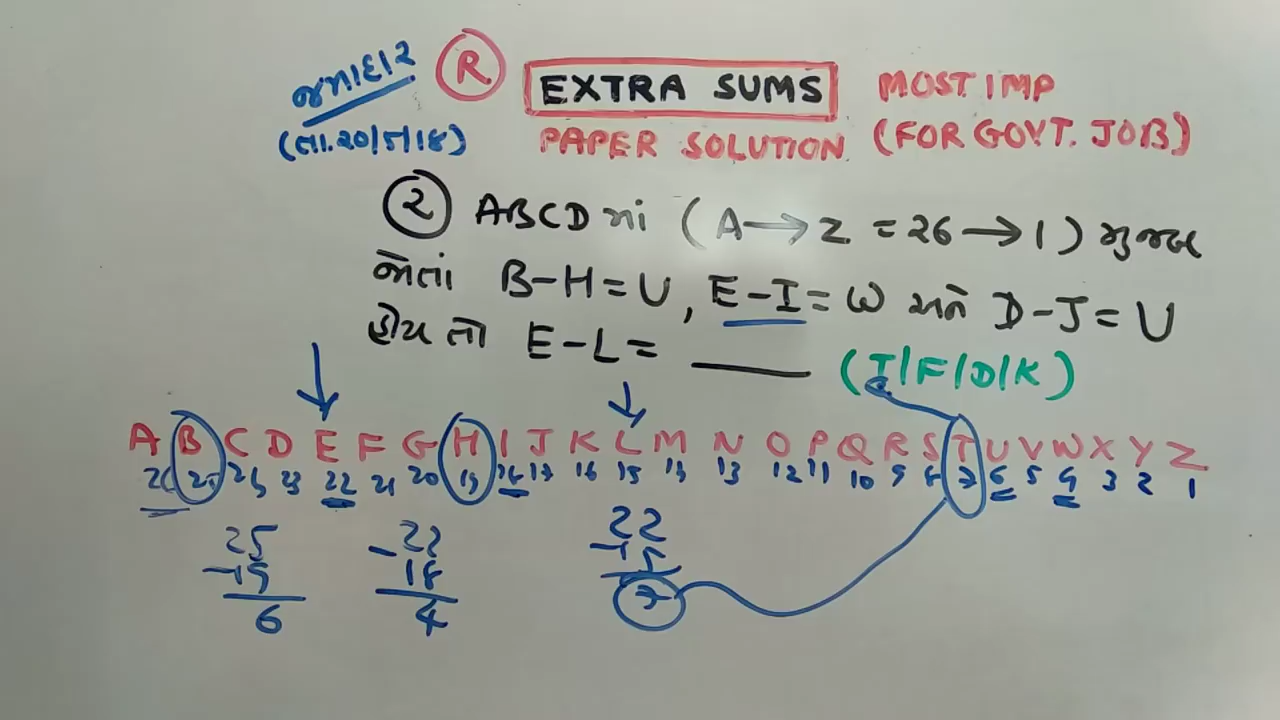 જમાદાર Ⓡ EXTRA SUMS MOST IMP
(તા.૨૦/૫/૧૮) PAPER SOLUTION (FOR GOVT. JOB)
② ABCD માં (A→Z = 26→1) મુજબ
જોતાં B-H=U, E-I=W અને D-J=U
હોય તો E-L= ____ (T/F/D/K)
A B C D E F G H I J K L M N O P Q R S T U V W X Y Z
26 25 24 23 22 21 20 19 18 17 16 15 14 13 12 11 10 9 8 7 6 5 4 3 2 1
25 -22 22
-19 18 -15
6 4 7